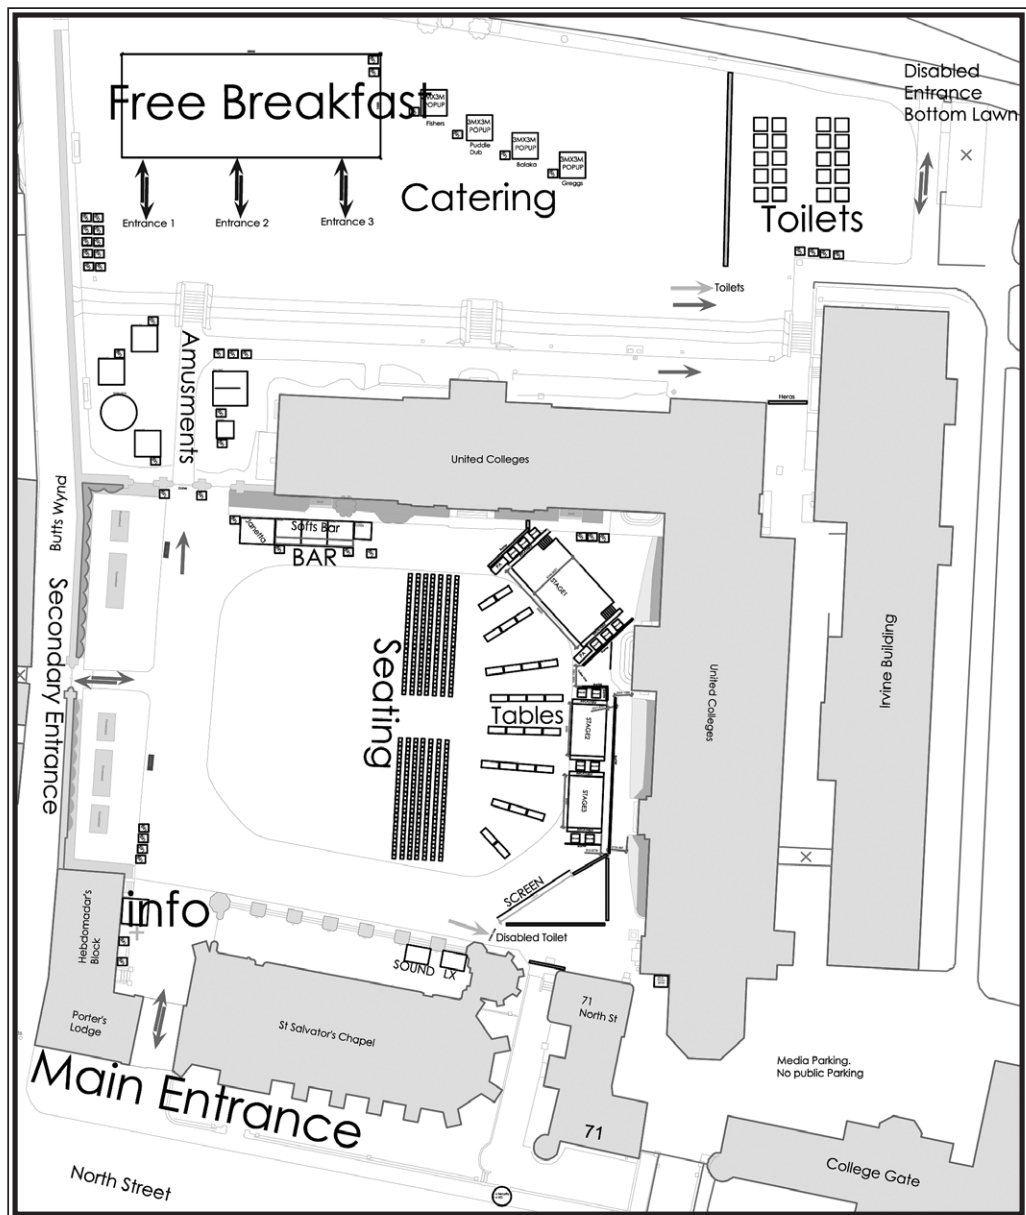 Free Breakfast
Entrance 1
Entrance 2
Entrance 3
3MX3M
POPUP
Fishers
3MX3M
POPUP
Puddle
Dub
3MX3M
POPUP
Balaka
3MX3M
POPUP
Greggs
Catering
Disabled
Entrance
Bottom Lawn
Toilets
Toilets
Amusments
Heras
United Colleges
Butts Wynd
Secondary Entrance
Janetta
Softs Bar
BAR
STAGE1
Seating
Tables
STAGE2
STAGE3
United Colleges
Irvine Building
SCREEN
Disabled Toilet
info
Hebdomadar's
Block
SOUND
LX
Porter's
Lodge
St Salvator's Chapel
71
North St
Media Parking.
No public Parking
Main Entrance
71
College Gate
North Street